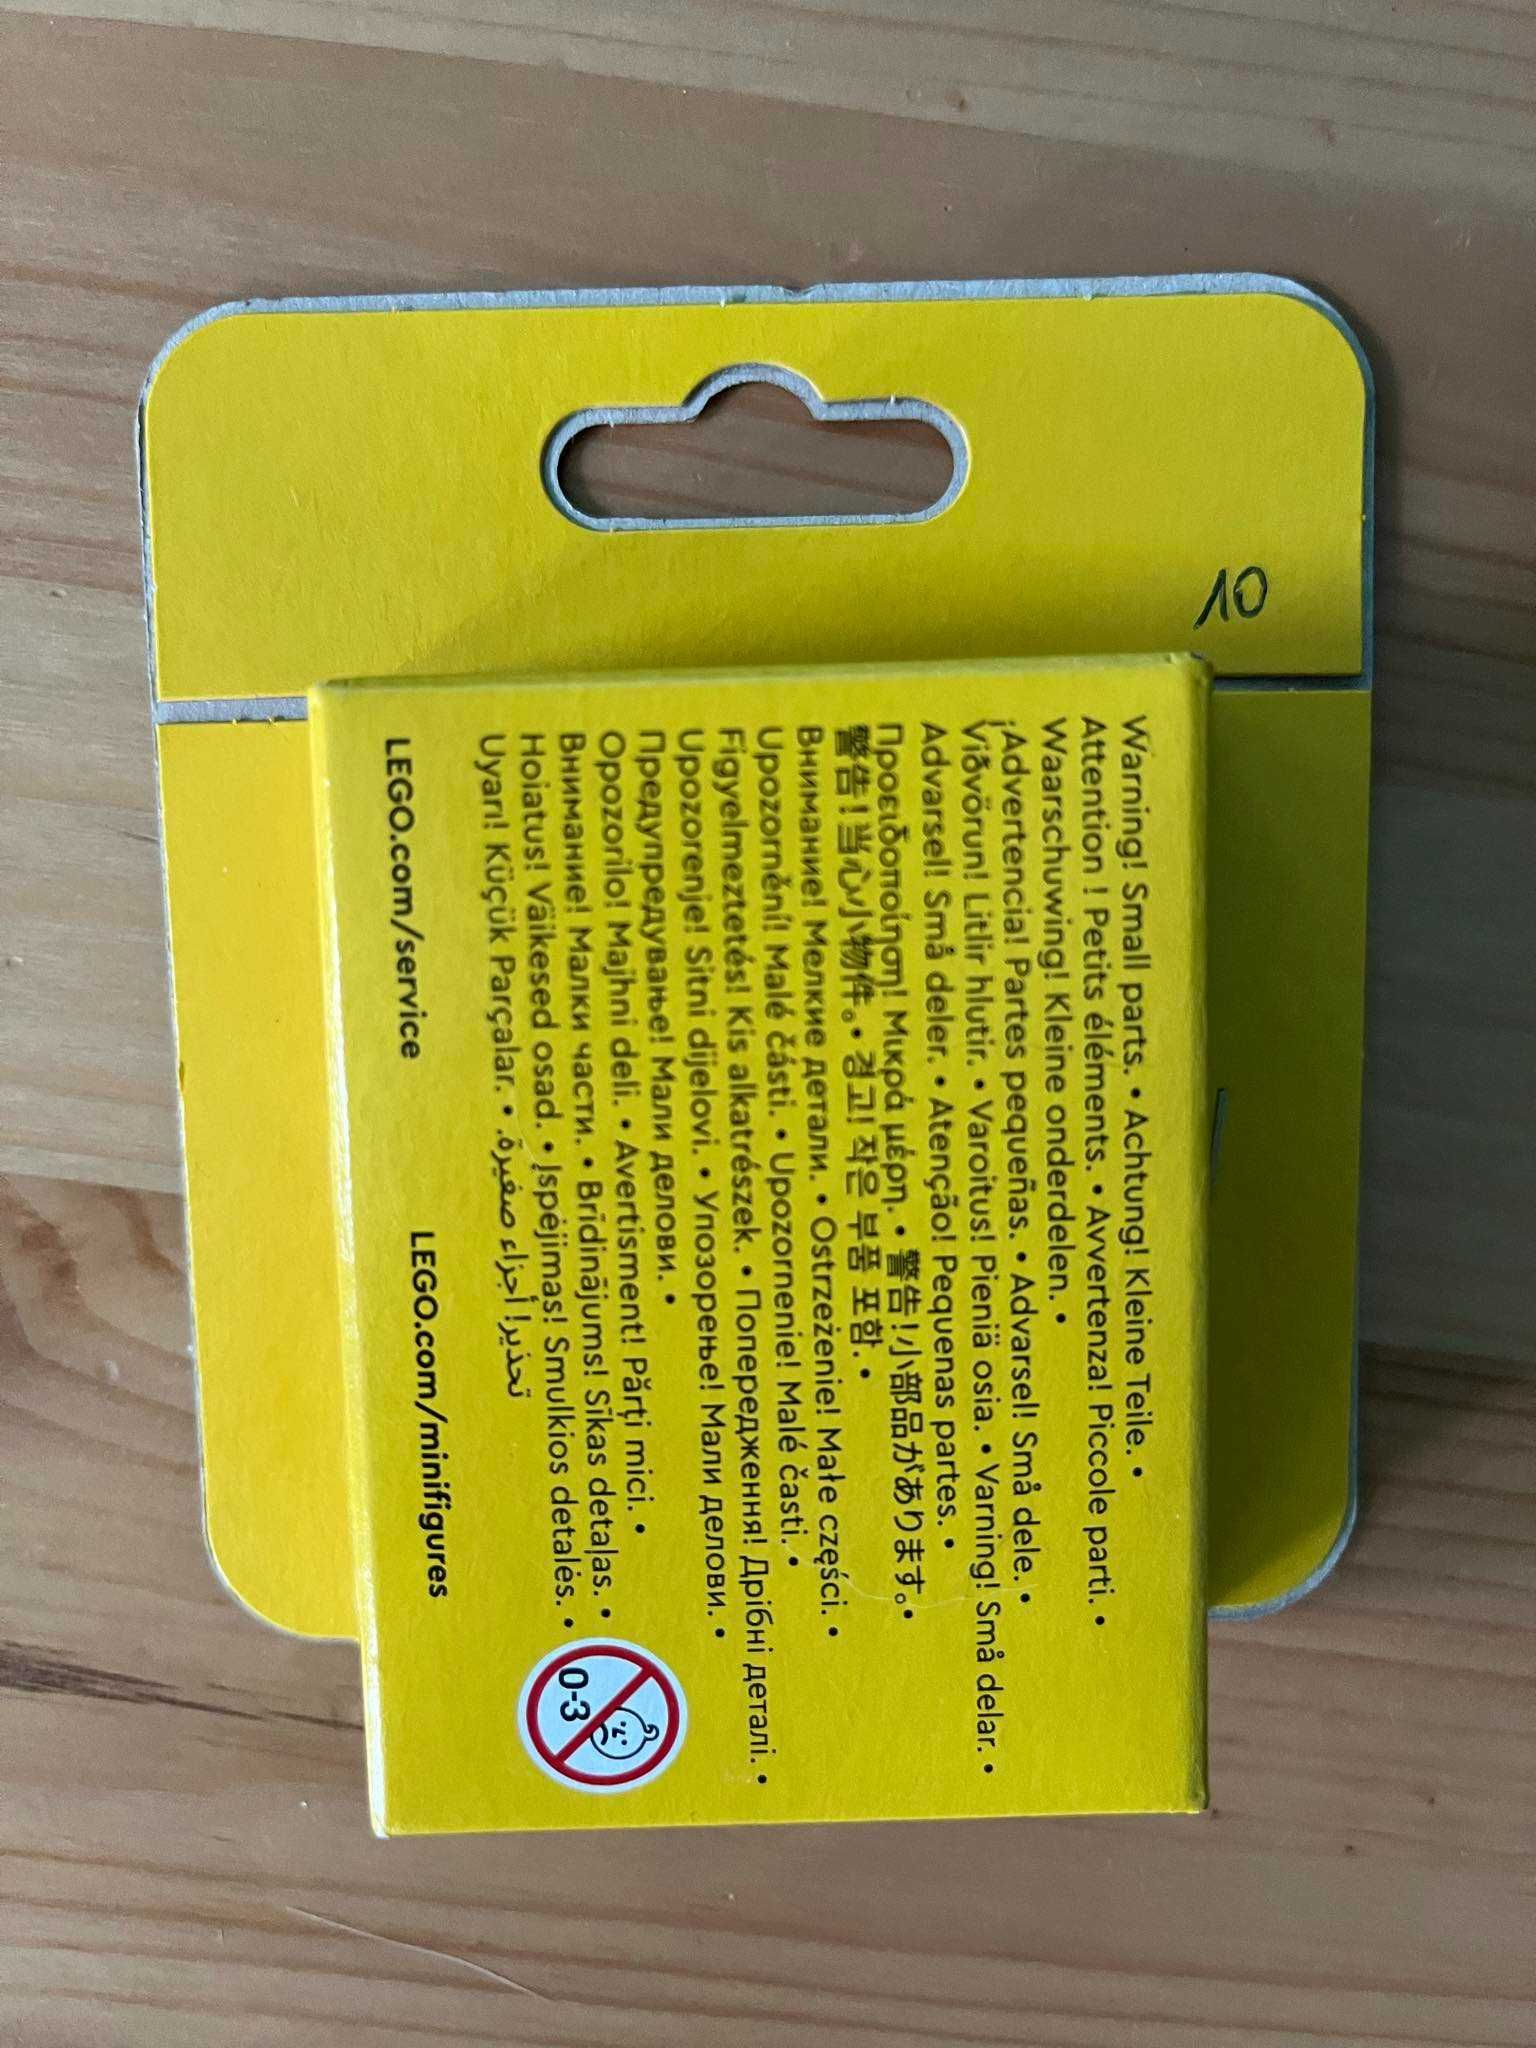 10
Warning! Small parts. • Achtung! Kleine Teile. •
Attention ! Petits éléments. • Avvertenza! Piccole parti. •
Waarschuwing! Kleine onderdelen. •
¡Advertencia! Partes pequeñas. • Advarsel! Små dele. •
Viðvörun! Litlir hlutir. • Varoitus! Pieniä osia. • Varning! Små delar. •
Advarsel! Små deler. • Atenção! Pequenas partes. •
Προειδοποίηση! Μικρά μέρη. • 警告!小部品があります。•
警告!当心小物件。• 경고! 작은 부품 포함. •
Внимание! Мелкие детали. • Ostrzeżenie! Małe części. •
Upozornění! Malé části. • Upozornenie! Malé časti. •
Figyelmeztetés! Kis alkatrészek. • Попередження! Дрібні деталі. •
Upozorenje! Sitni dijelovi. • Упозорење! Мали делови. •
Предупредување! Мали делови. •
Opozorilo! Majhni deli. • Avertisment! Părți mici. •
Внимание! Малки части. • Brīdinājums! Sīkas detaļas. •
Hoiatus! Väikesed osad. • Įspėjimas! Smulkios detalės. •
Uyarı! Küçük Parçalar. • تحذير! أجزاء صغيرة.
0-3
LEGO.com/service LEGO.com/minifigures